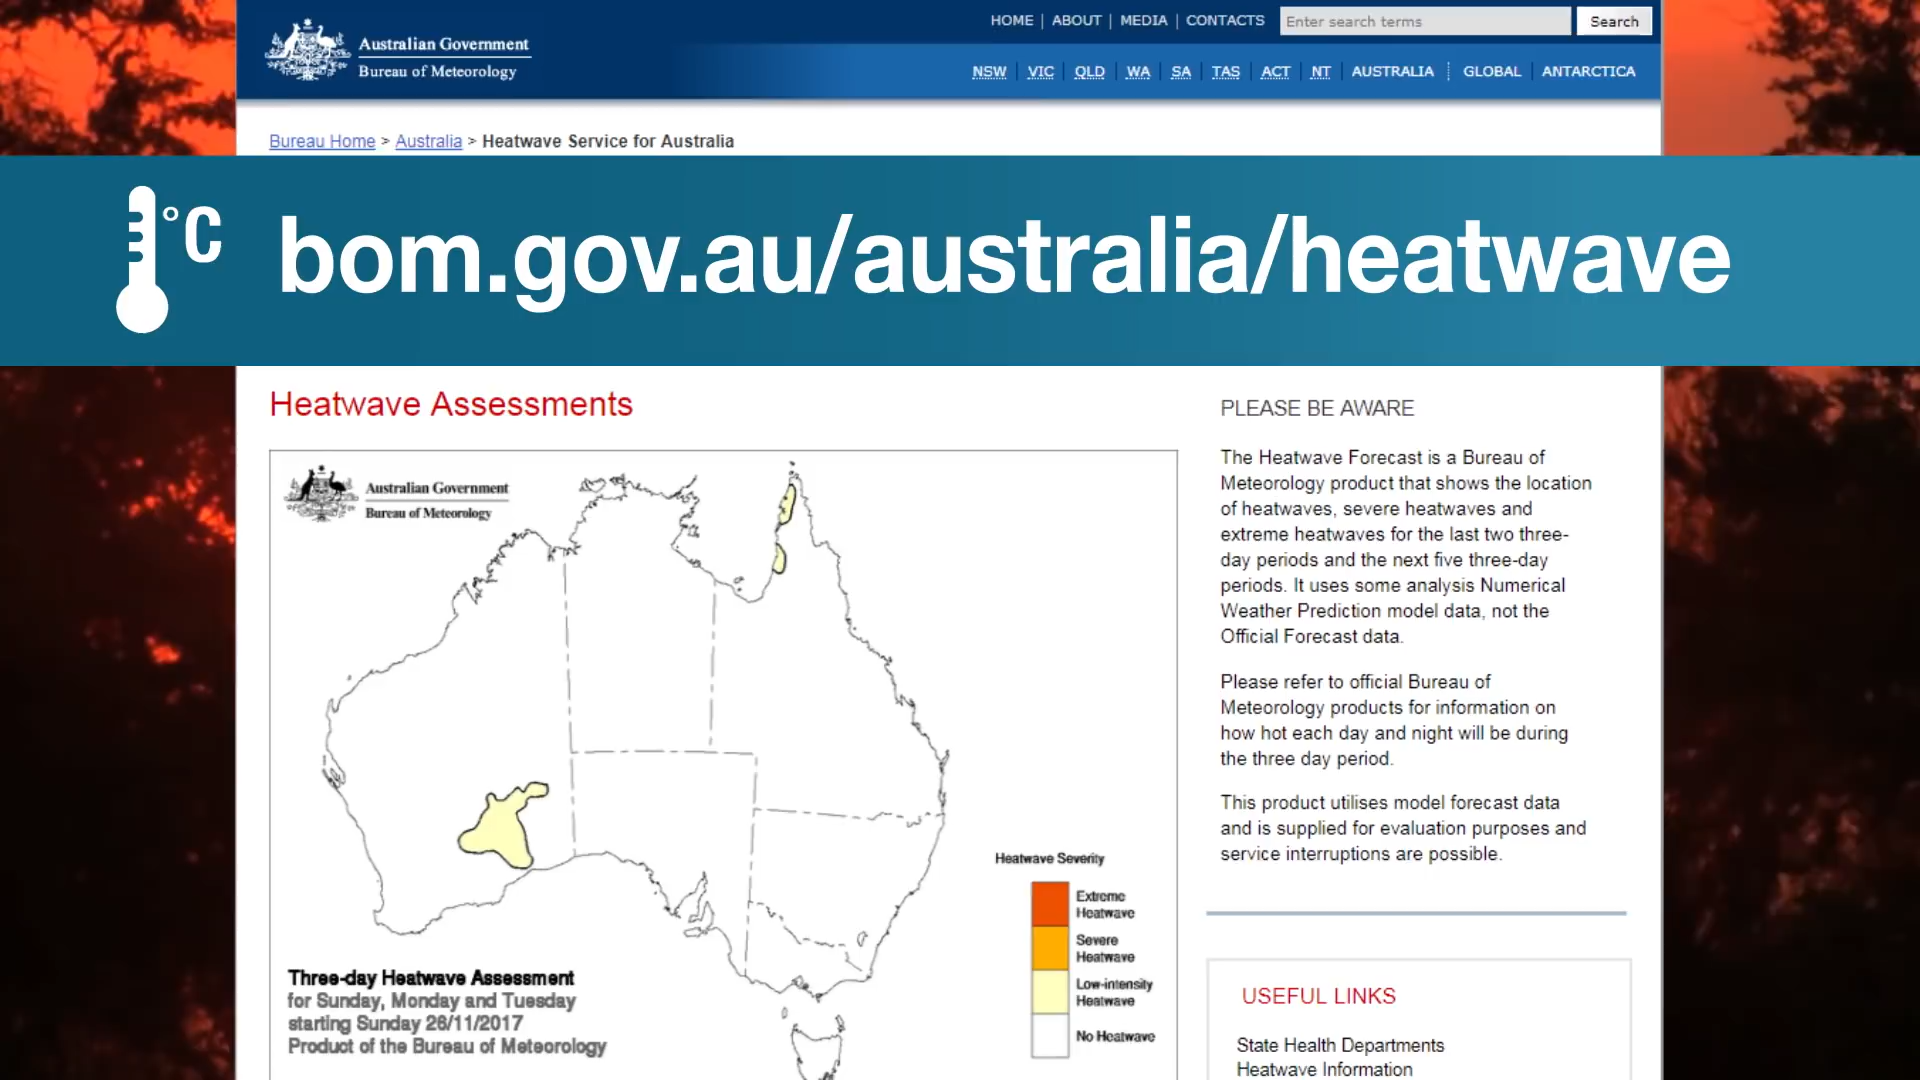 Australian Government
Bureau of Meteorology
HOME | ABOUT | MEDIA | CONTACTS
Enter search terms
Search
NSW VIC QLD WA SA TAS ACT NT AUSTRALIA GLOBAL ANTARCTICA
Bureau Home > Australia > Heatwave Service for Australia
°C
bom.gov.au/australia/heatwave
Heatwave Assessments
Australian Government
Bureau of Meteorology
Heatwave Severity
Extreme
Heatwave
Severe
Heatwave
Low-intensity
Heatwave
No Heatwave
Three-day Heatwave Assessment
for Sunday, Monday and Tuesday
starting Sunday 26/11/2017
Product of the Bureau of Meteorology
PLEASE BE AWARE
The Heatwave Forecast is a Bureau of
Meteorology product that shows the location
of heatwaves, severe heatwaves and
extreme heatwaves for the last two three-
day periods and the next five three-day
periods. It uses some analysis Numerical
Weather Prediction model data, not the
Official Forecast data.
Please refer to official Bureau of
Meteorology products for information on
how hot each day and night will be during
the three day period.
This product utilises model forecast data
and is supplied for evaluation purposes and
service interruptions are possible.
USEFUL LINKS
State Health Departments
Heatwave Information